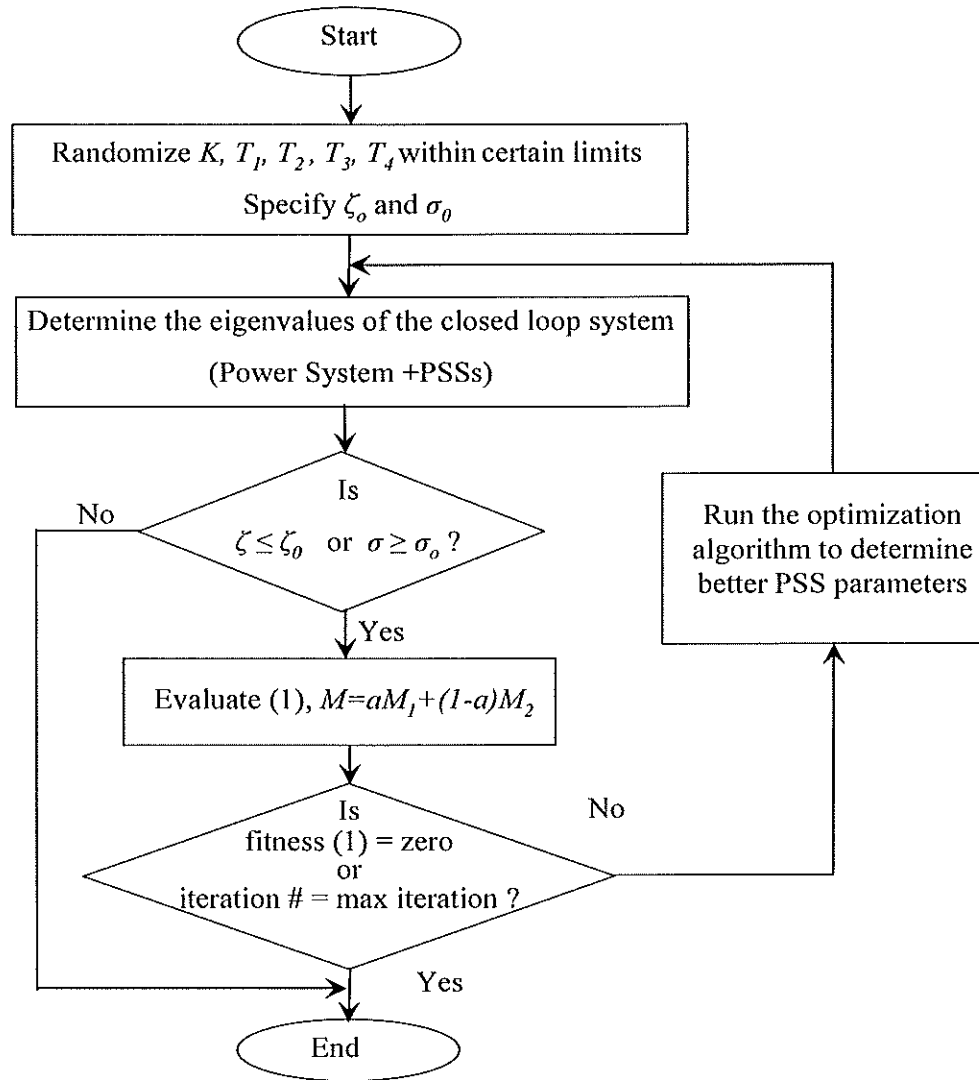 Start
Randomize K, T₁, T₂, T₃, T₄ within certain limits
Specify ζₒ and σ₀
Determine the eigenvalues of the closed loop system
(Power System +PSSs)
Is
No
ζ ≤ ζ₀ or σ ≥ σₒ ?
Run the optimization
algorithm to determine
better PSS parameters
Yes
Evaluate (1), M=aM₁+(1-a)M₂
Is
No
fitness (1) = zero
or
iteration # = max iteration ?
Yes
End